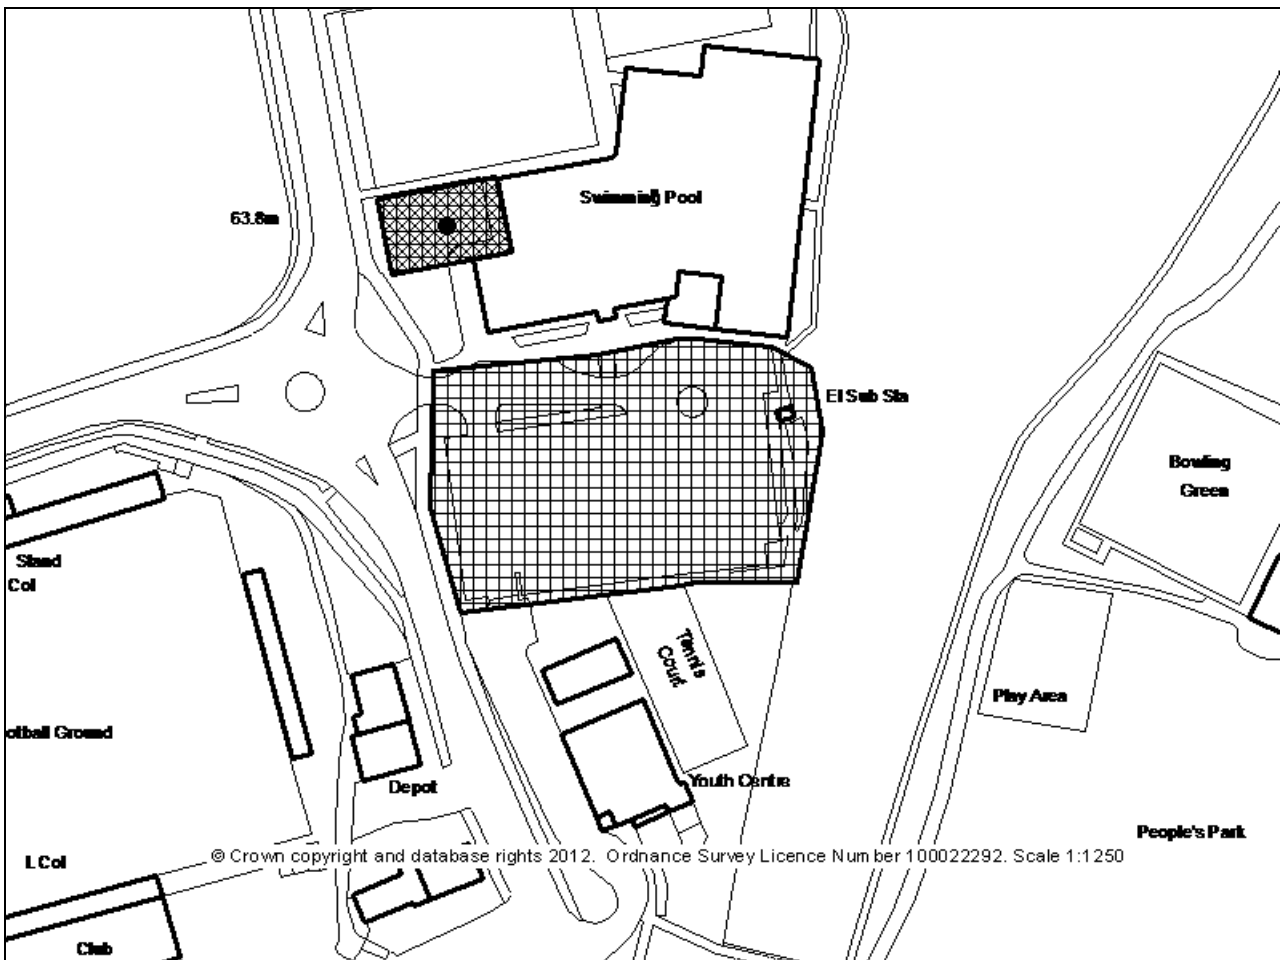 Swimming Pool
63.8m
El Sub Sta
Bowling
Green
Stand
Col
Tennis
Court
Play Area
otball Ground
Youth Centre
Depot
People's Park
© Crown copyright and database rights 2012. Ordnance Survey Licence Number 100022292. Scale 1:1250
L Col
Club